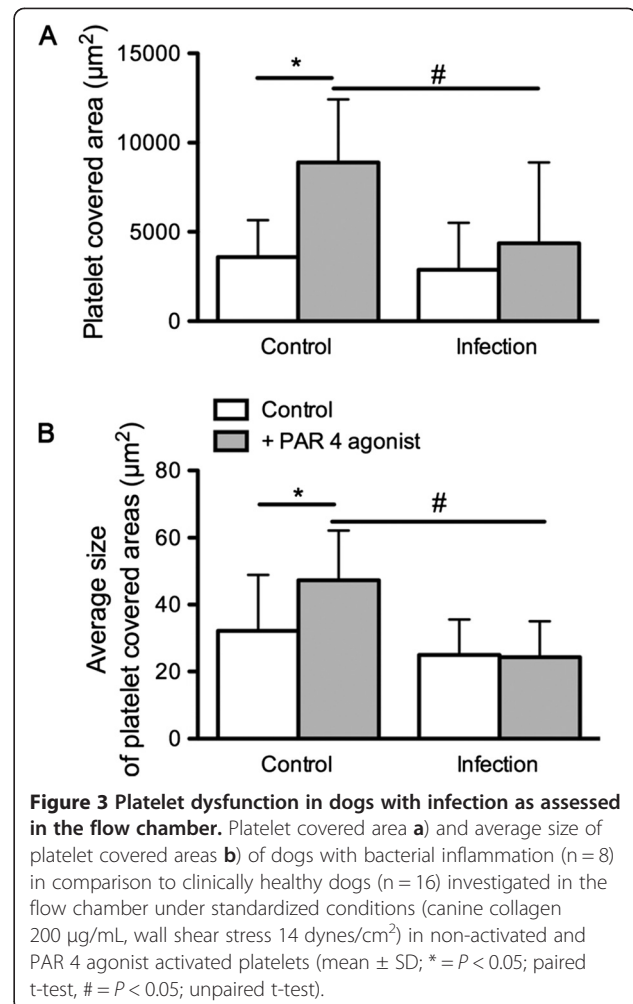 A
Platelet covered area (µm²)
15000
10000
5000
0
*
#
Control
Infection
Control
+ PAR 4 agonist
B
Average size
of platelet covered areas (µm²)
80
60
40
20
0
*
#
Control
Infection
Figure 3 Platelet dysfunction in dogs with infection as assessed
in the flow chamber. Platelet covered area a) and average size of
platelet covered areas b) of dogs with bacterial inflammation (n = 8)
in comparison to clinically healthy dogs (n = 16) investigated in the
flow chamber under standardized conditions (canine collagen
200 µg/mL, wall shear stress 14 dynes/cm²) in non-activated and
PAR 4 agonist activated platelets (mean ± SD; * = P < 0.05; paired
t-test, # = P < 0.05; unpaired t-test).